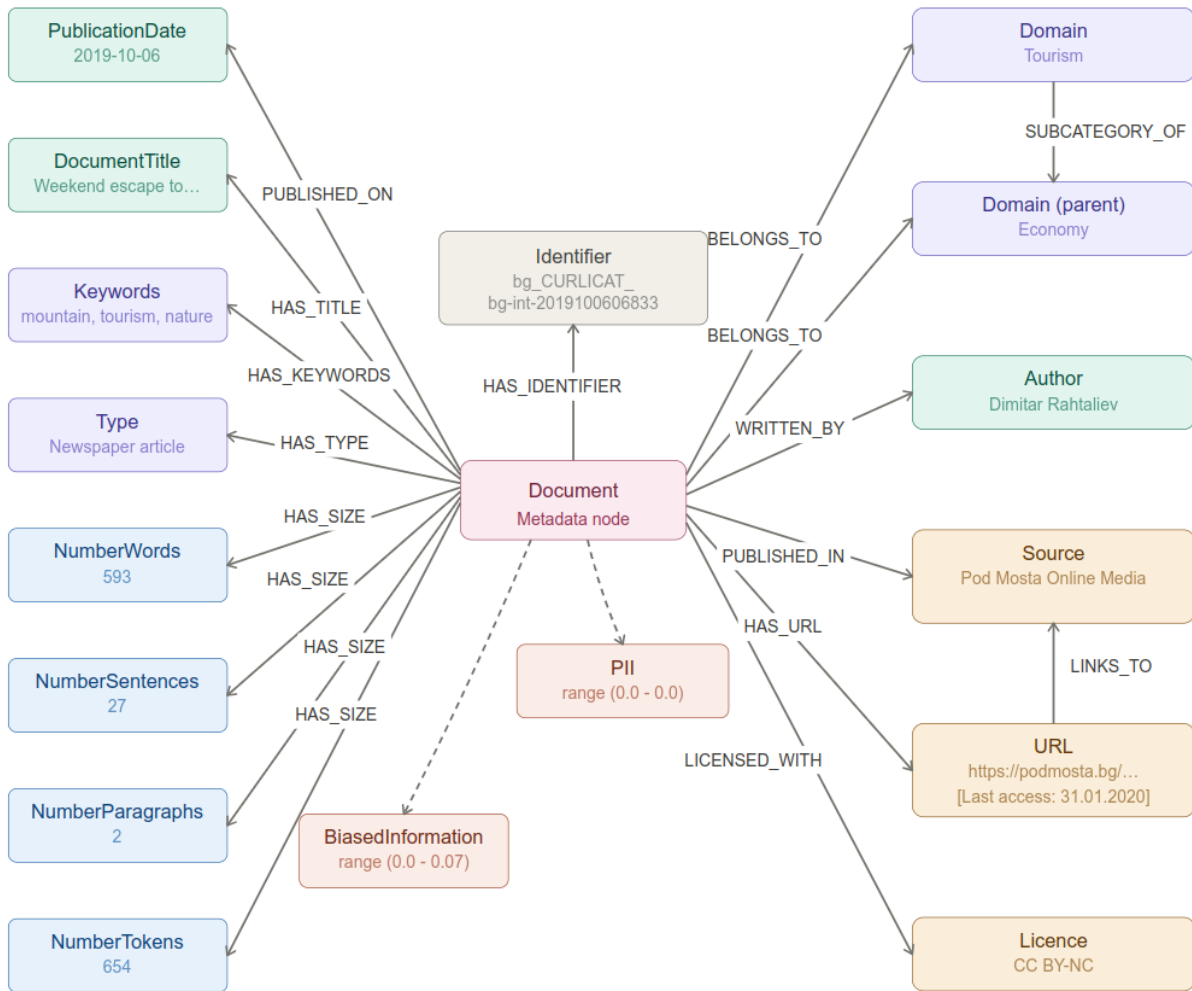 PublicationDate
2019-10-06
DocumentTitle
Weekend escape to…
Keywords
mountain, tourism, nature
Type
Newspaper article
NumberWords
593
NumberSentences
27
NumberParagraphs
2
NumberTokens
654
PUBLISHED_ON
HAS_TITLE
HAS_KEYWORDS
HAS_TYPE
HAS_SIZE
HAS_SIZE
HAS_SIZE
HAS_SIZE
Identifier
bg_CURLICAT_
bg-int-2019100606833
HAS_IDENTIFIER
Document
Metadata node
PII
range (0.0 - 0.0)
BiasedInformation
range (0.0 - 0.07)
BELONGS_TO
BELONGS_TO
WRITTEN_BY
PUBLISHED_IN
HAS_URL
LICENSED_WITH
Domain
Tourism
SUBCATEGORY_OF
Domain (parent)
Economy
Author
Dimitar Rahtaliev
Source
Pod Mosta Online Media
LINKS_TO
URL
https://podmosta.bg/…
[Last access: 31.01.2020]
Licence
CC BY-NC